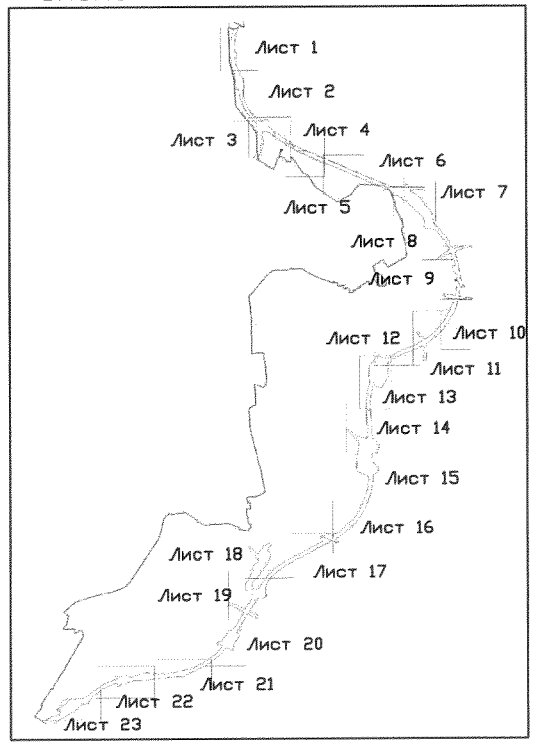 Лист 1
Лист 2
Лист 3
Лист 4
Лист 5
Лист 6
Лист 7
Лист 8
Лист 9
Лист 10
Лист 12
Лист 11
Лист 13
Лист 14
Лист 15
Лист 16
Лист 18
Лист 17
Лист 19
Лист 20
Лист 21
Лист 22
Лист 23